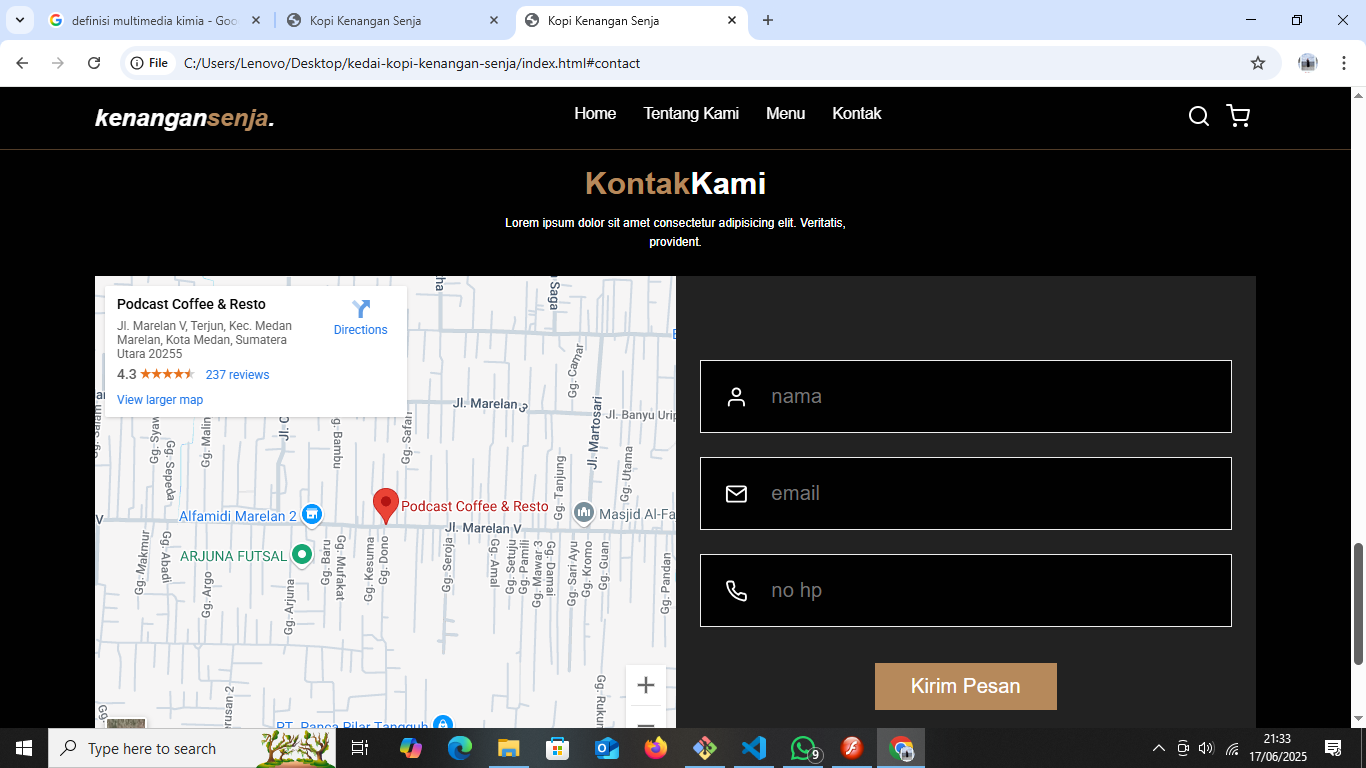 definisi multimedia kimia - Goo
Kopi Kenangan Senja
Kopi Kenangan Senja
File
C:/Users/Lenovo/Desktop/kedai-kopi-kenangan-senja/index.html#contact
kenangansenja.
Home
Tentang Kami
Menu
Kontak
KontakKami
Lorem ipsum dolor sit amet consectetur adipisicing elit. Veritatis,
provident.
Podcast Coffee & Resto
Jl. Marelan V, Terjun, Kec. Medan
Marelan, Kota Medan, Sumatera
Utara 20255
4.3
237 reviews
View larger map
Directions
Saga
Gg. Camar
Jl. Marelan
Jl. Martosari
Jl. Banyu Urip
Gg. Salam
Gg. Syaw
Gg. Sepeda
Gg. Malin
Jl. C
g. Bambu
Gg. Safar
Gg. Tanjung
Gg. Utama
Podcast Coffee & Resto
Alfamidi Marelan 2
Masjid Al-Fa
V
Jl. Marelan V
ARJUNA FUTSAL
Gg. Makmur
Gg. Abadi
Gg. Argo
Gg. Arjuna
Gg. Baru
Gg. Mufakat
Gg. Kesuma
Gg. Dono
Gg. Seroja
Gg. Amal
Gg. Setuju
Gg. Pamili
Gg. Mawar 3
Gg. Damai
Gg. Sari Ayu
Gg. Kromo
Gg. Guan
Gg. Pandan
erusan 2
Gg. Rukun
PT. Panca Pilar Tangguh
nama
email
no hp
Kirim Pesan
Type here to search
9
21:33
17/06/2025